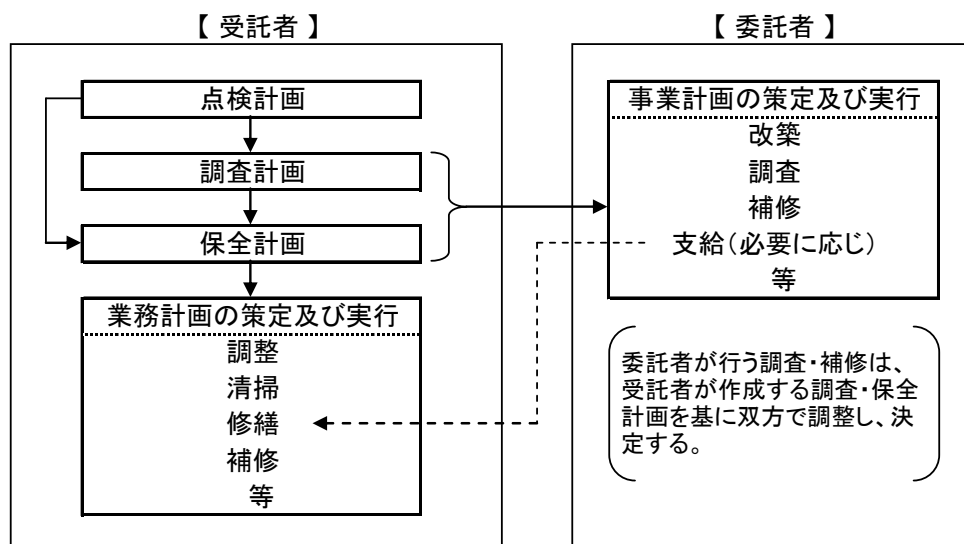 【 受託者 】
点検計画
調査計画
保全計画
業務計画の策定及び実行
調整
清掃
修繕
補修
等
【 委託者 】
事業計画の策定及び実行
改築
調査
補修
支給(必要に応じ)
等
委託者が行う調査・補修は、
受託者が作成する調査・保全
計画を基に双方で調整し、決
定する。